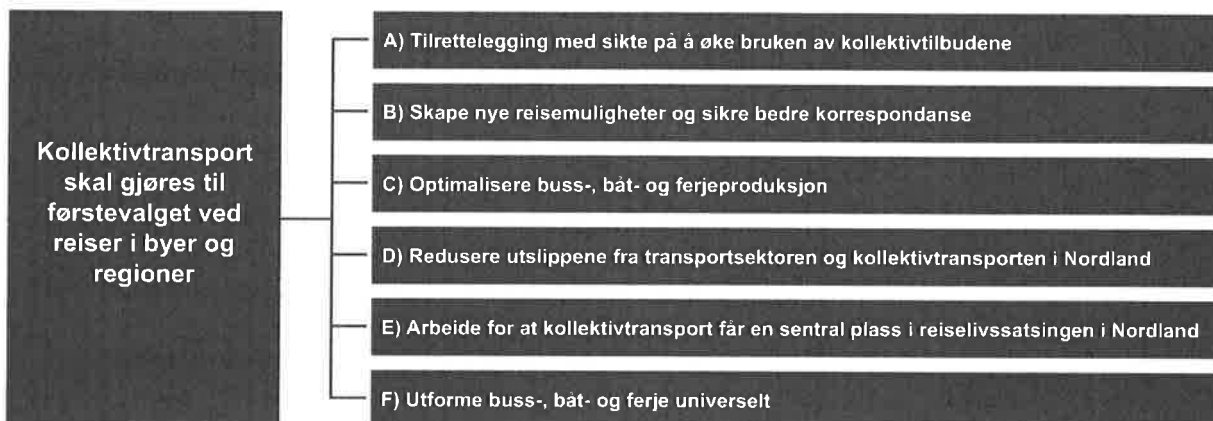 Kollektivtransport
skal gjøres til
førstevalget ved
reiser i byer og
regioner
A) Tilrettelegging med sikte på å øke bruken av kollektivtilbudene
B) Skape nye reisemuligheter og sikre bedre korrespondanse
C) Optimalisere buss-, båt- og ferjeproduksjon
D) Redusere utslippene fra transportsektoren og kollektivtransporten i Nordland
E) Arbeide for at kollektivtransport får en sentral plass i reiselivssatsingen i Nordland
F) Utforme buss-, båt- og ferje universelt